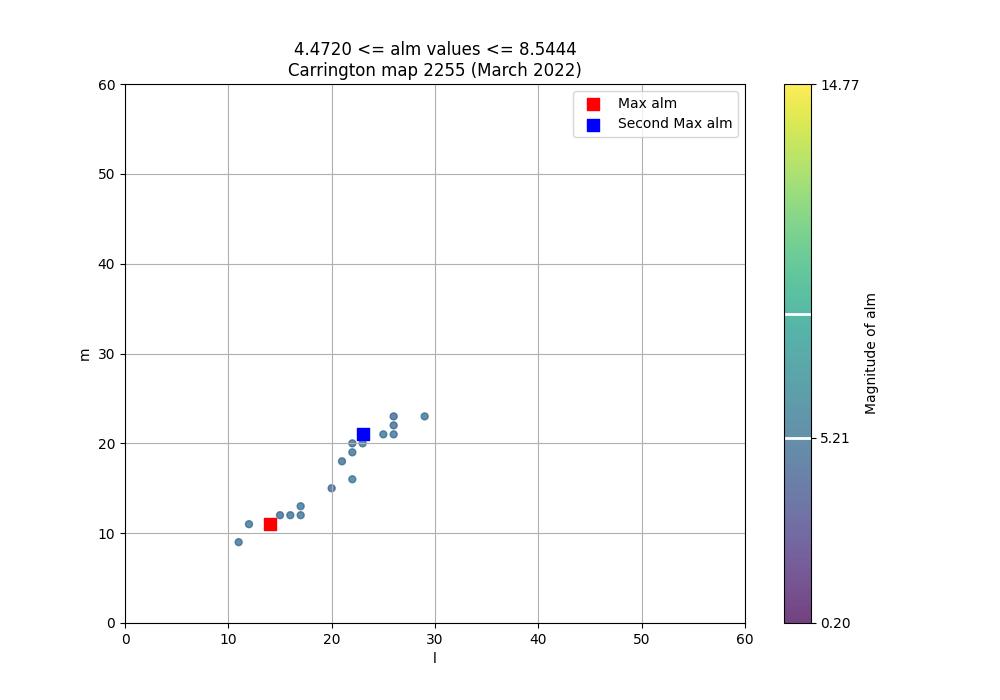 4.4720 <= alm values <= 8.5444
Carrington map 2255 (March 2022)
Max alm
Second Max alm
60
50
40
30
20
10
0
m
0 10 20 30 40 50 60
l
14.77
5.21
0.20
Magnitude of alm